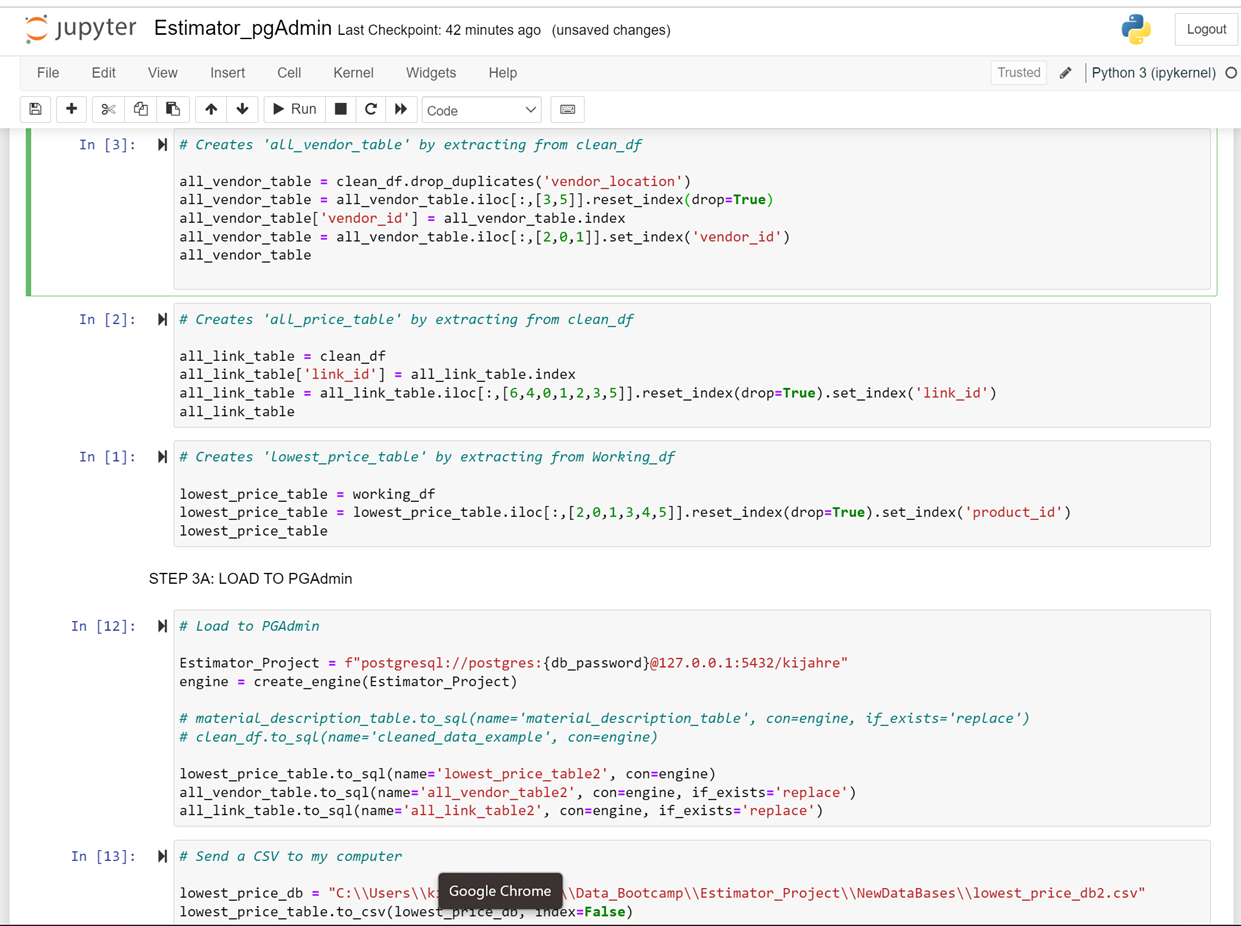 jupyter Estimator_pgAdmin Last Checkpoint: 42 minutes ago (unsaved changes) Logout
File Edit View Insert Cell Kernel Widgets Help Trusted Python 3 (ipykernel)
Run Code
In [3]: # Creates 'all_vendor_table' by extracting from clean_df
all_vendor_table = clean_df.drop_duplicates('vendor_location')
all_vendor_table = all_vendor_table.iloc[:,[3,5]].reset_index(drop=True)
all_vendor_table['vendor_id'] = all_vendor_table.index
all_vendor_table = all_vendor_table.iloc[:,[2,0,1]].set_index('vendor_id')
all_vendor_table
In [2]: # Creates 'all_price_table' by extracting from clean_df
all_link_table = clean_df
all_link_table['link_id'] = all_link_table.index
all_link_table = all_link_table.iloc[:,[6,4,0,1,2,3,5]].reset_index(drop=True).set_index('link_id')
all_link_table
In [1]: # Creates 'lowest_price_table' by extracting from Working_df
lowest_price_table = working_df
lowest_price_table = lowest_price_table.iloc[:,[2,0,1,3,4,5]].reset_index(drop=True).set_index('product_id')
lowest_price_table
STEP 3A: LOAD TO PGAdmin
In [12]: # Load to PGAdmin
Estimator_Project = f"postgresql://postgres:{db_password}@127.0.0.1:5432/kijahre"
engine = create_engine(Estimator_Project)
# material_description_table.to_sql(name='material_description_table', con=engine, if_exists='replace')
# clean_df.to_sql(name='cleaned_data_example', con=engine)
lowest_price_table.to_sql(name='lowest_price_table2', con=engine)
all_vendor_table.to_sql(name='all_vendor_table2', con=engine, if_exists='replace')
all_link_table.to_sql(name='all_link_table2', con=engine, if_exists='replace')
In [13]: # Send a CSV to my computer
lowest_price_db = "C:\\Users\\ \\Data_Bootcamp\\Estimator_Project\\NewDataBases\\lowest_price_db2.csv"
Google Chrome
lowest_price_table.to_csv(lowest_price_db, index=False)